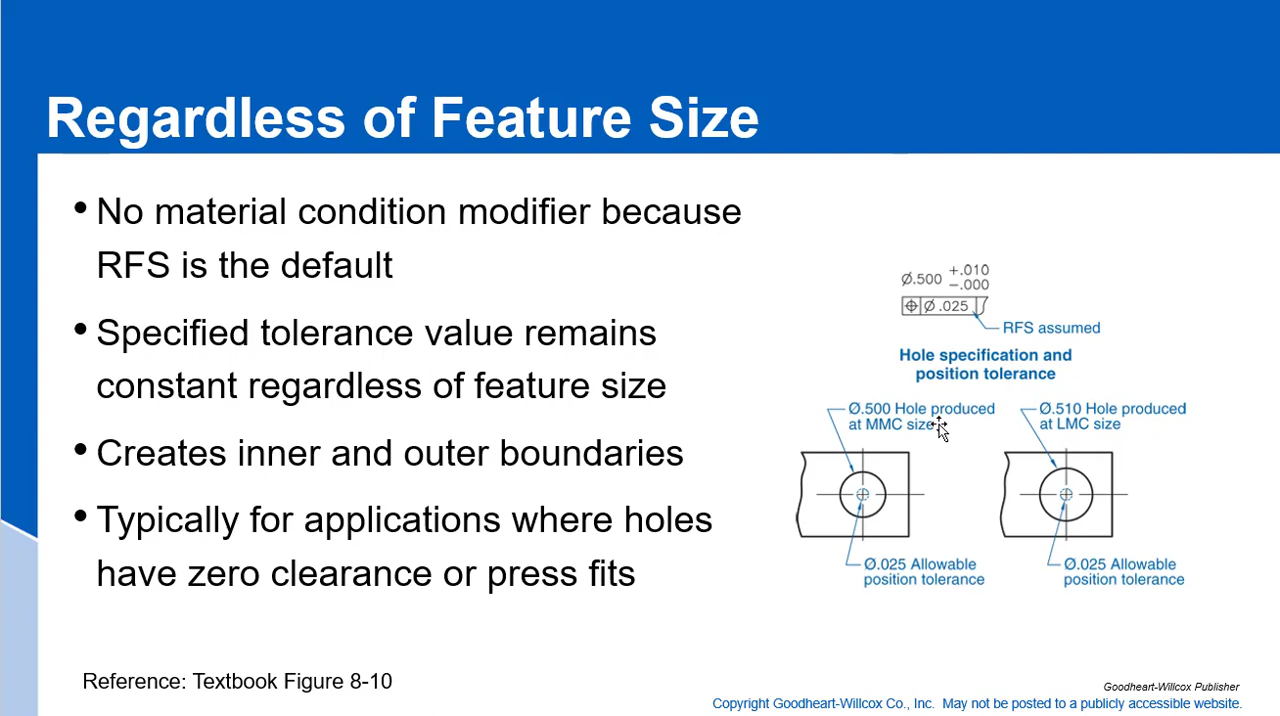 Regardless of Feature Size
• No material condition modifier because
RFS is the default
• Specified tolerance value remains
constant regardless of feature size
• Creates inner and outer boundaries
• Typically for applications where holes
have zero clearance or press fits
Ø.500 +.010
−.000
⌖ Ø.025
RFS assumed
Hole specification and
position tolerance
Ø.500 Hole produced
at MMC size
Ø.510 Hole produced
at LMC size
Ø.025 Allowable
position tolerance
Ø.025 Allowable
position tolerance
Reference: Textbook Figure 8-10
Goodheart-Willcox Publisher
Copyright Goodheart-Willcox Co., Inc. May not be posted to a publicly accessible website.